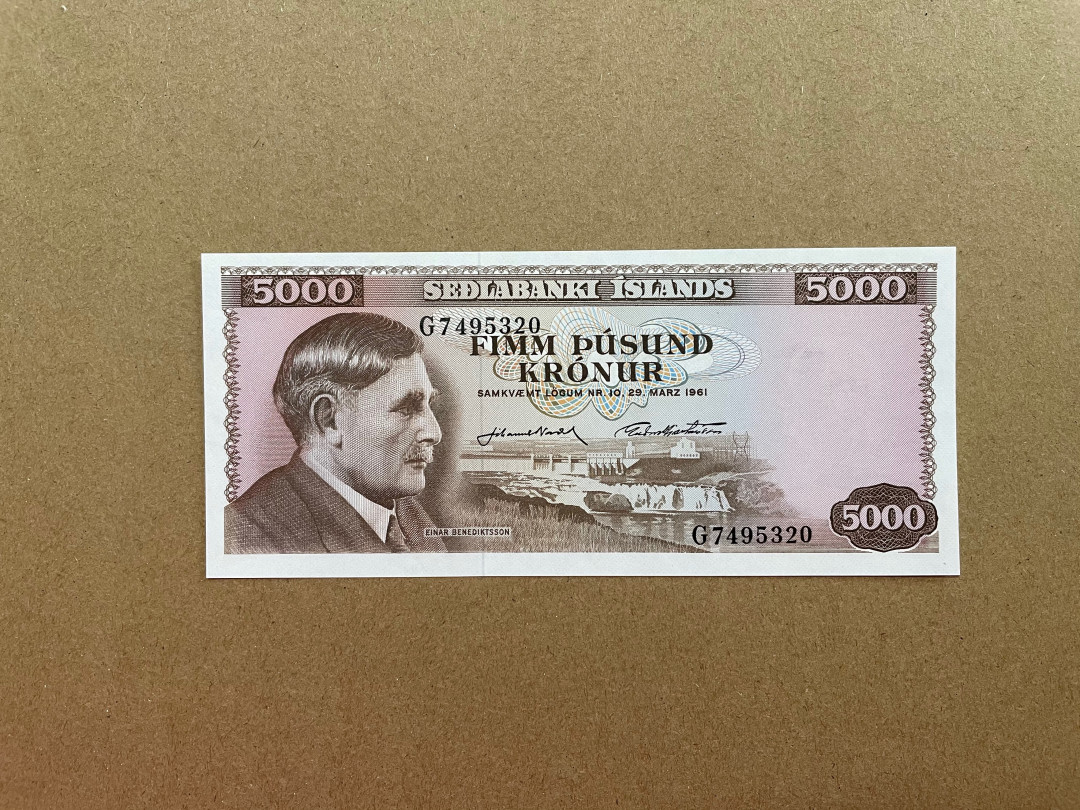 5000 SEÐLABANKI ÍSLANDS 5000
G7495320
FIMM ÞÚSUND
KRÓNUR
SAMKVÆMT LÖGUM NR. 10, 29. MARZ 1961
EINAR BENEDIKTSSON
G7495320
5000